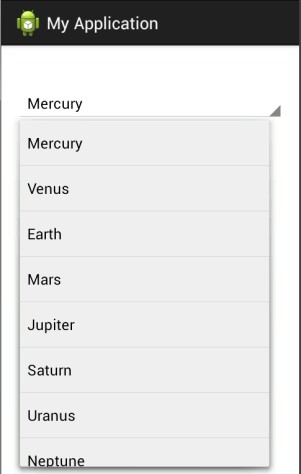 My Application
Mercury
Mercury
Venus
Earth
Mars
Jupiter
Saturn
Uranus
Neptune